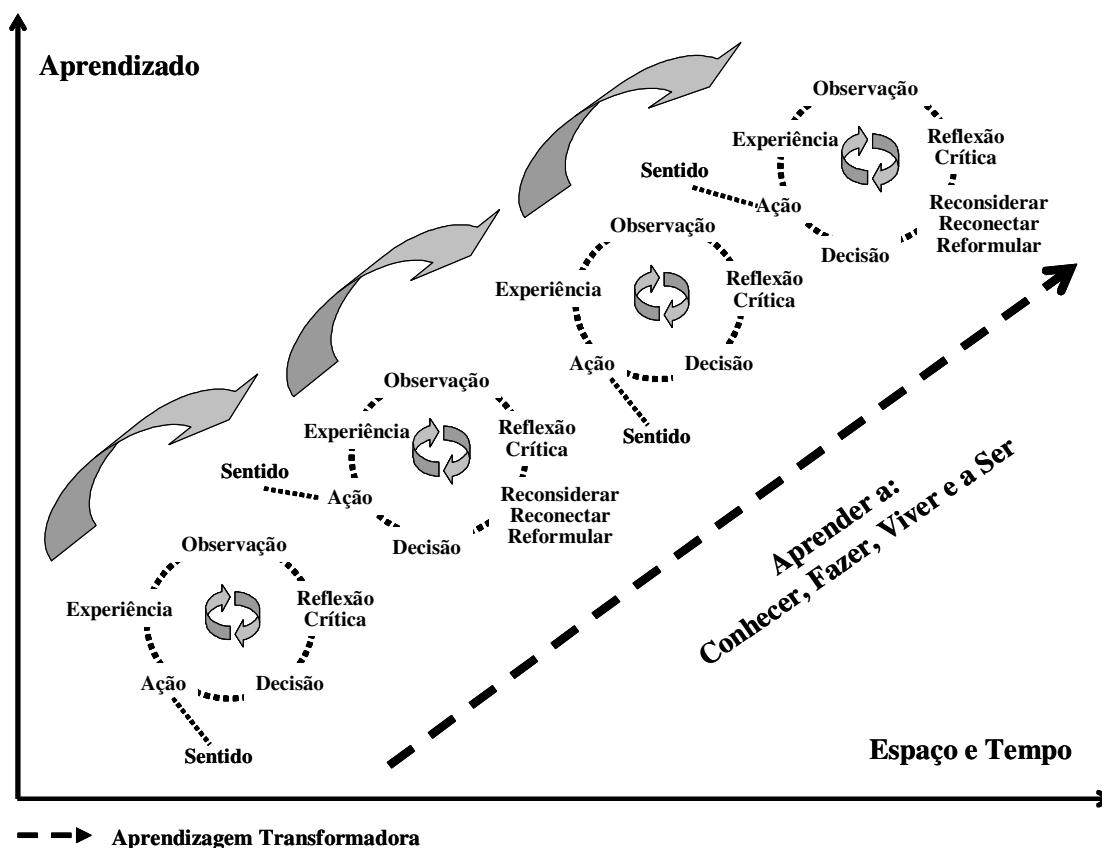 Aprendizado
Observação
Experiência
Reflexão
Crítica
Sentido
Ação
Reconsiderar
Reconectar
Reformular
Decisão
Observação
Experiência
Reflexão
Crítica
Ação
Decisão
Sentido
Observação
Experiência
Reflexão
Crítica
Sentido
Ação
Reconsiderar
Reconectar
Reformular
Decisão
Observação
Experiência
Reflexão
Crítica
Ação
Decisão
Sentido
Aprender a:
Conhecer, Fazer, Viver e a Ser
Espaço e Tempo
Aprendizagem Transformadora